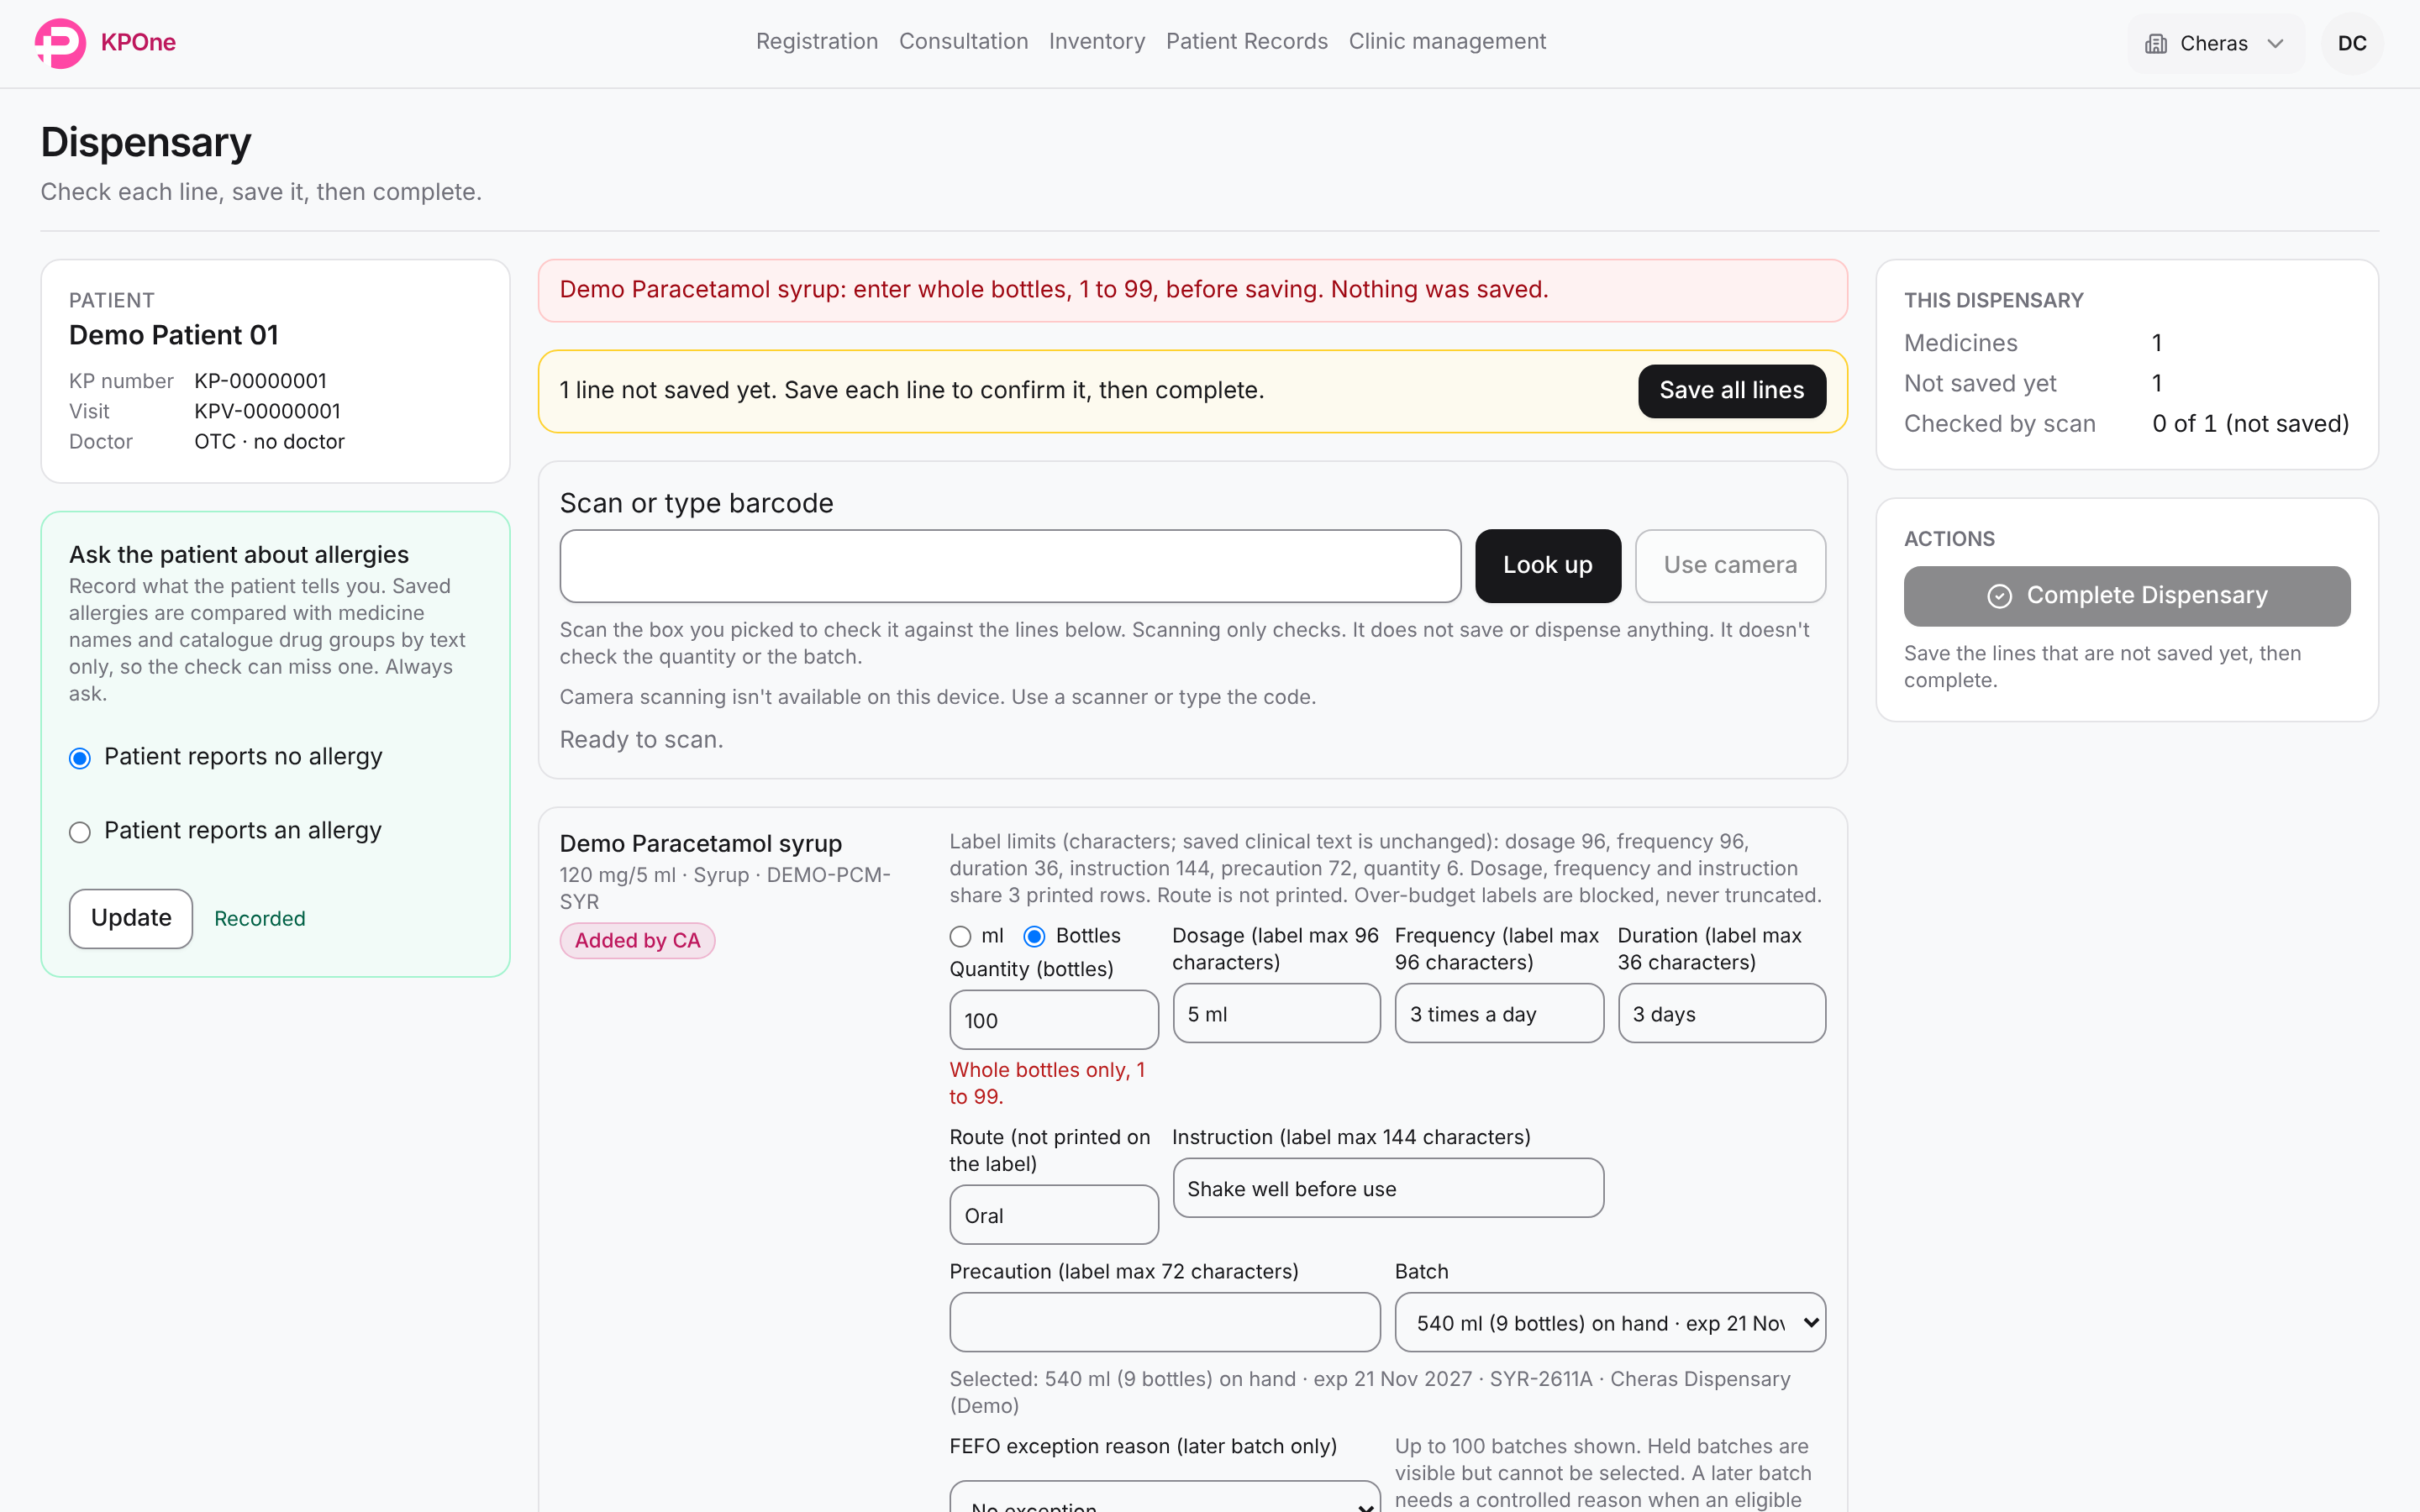 KPOne
Registration
Consultation
Inventory
Patient Records
Clinic management
Cheras
DC
Dispensary
Check each line, save it, then complete.
PATIENT
Demo Patient 01
KP number KP-00000001
Visit KPV-00000001
Doctor OTC · no doctor
Ask the patient about allergies
Record what the patient tells you. Saved
allergies are compared with medicine
names and catalogue drug groups by text
only, so the check can miss one. Always
ask.
Patient reports no allergy
Patient reports an allergy
Update
Recorded
Demo Paracetamol syrup: enter whole bottles, 1 to 99, before saving. Nothing was saved.
1 line not saved yet. Save each line to confirm it, then complete.
Save all lines
Scan or type barcode
Look up
Use camera
Scan the box you picked to check it against the lines below. Scanning only checks. It does not save or dispense anything. It doesn't
check the quantity or the batch.
Camera scanning isn't available on this device. Use a scanner or type the code.
Ready to scan.
Demo Paracetamol syrup
120 mg/5 ml · Syrup · DEMO-PCM-
SYR
Added by CA
Label limits (characters; saved clinical text is unchanged): dosage 96, frequency 96,
duration 36, instruction 144, precaution 72, quantity 6. Dosage, frequency and instruction
share 3 printed rows. Route is not printed. Over-budget labels are blocked, never truncated.
ml
Bottles
Quantity (bottles)
100
Whole bottles only, 1
to 99.
Dosage (label max 96
characters)
5 ml
Frequency (label max
96 characters)
3 times a day
Duration (label max
36 characters)
3 days
Route (not printed on
the label)
Oral
Instruction (label max 144 characters)
Shake well before use
Precaution (label max 72 characters)
Batch
540 ml (9 bottles) on hand · exp 21 Nov
Selected: 540 ml (9 bottles) on hand · exp 21 Nov 2027 · SYR-2611A · Cheras Dispensary
(Demo)
FEFO exception reason (later batch only)
No exception
Up to 100 batches shown. Held batches are
visible but cannot be selected. A later batch
needs a controlled reason when an eligible
THIS DISPENSARY
Medicines 1
Not saved yet 1
Checked by scan 0 of 1 (not saved)
ACTIONS
Complete Dispensary
Save the lines that are not saved yet, then
complete.